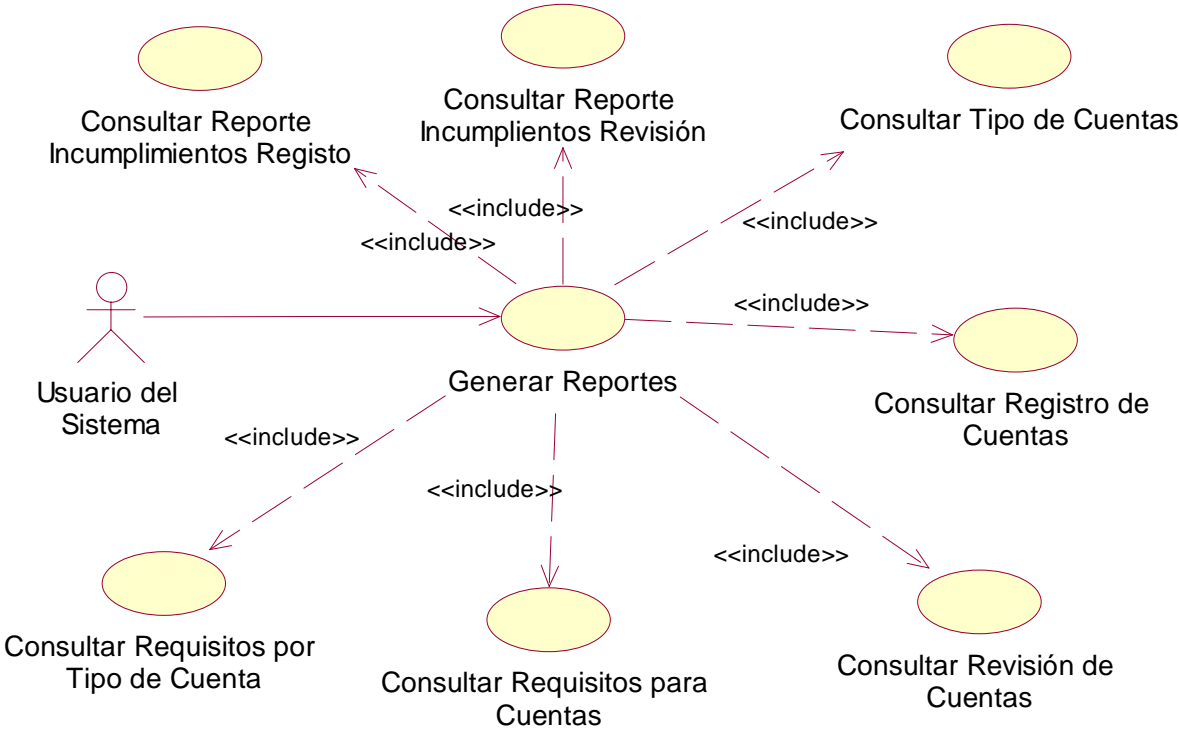 Consultar Reporte
Incumplimientos Registo
Consultar Reporte
Incumplientos Revisión
Consultar Tipo de Cuentas
<<include>>
<<include>>
<<include>>
<<include>>
Usuario del
Sistema
Generar Reportes
Consultar Registro de
Cuentas
<<include>>
<<include>>
<<include>>
Consultar Requisitos por
Tipo de Cuenta
Consultar Requisitos para
Cuentas
Consultar Revisión de
Cuentas